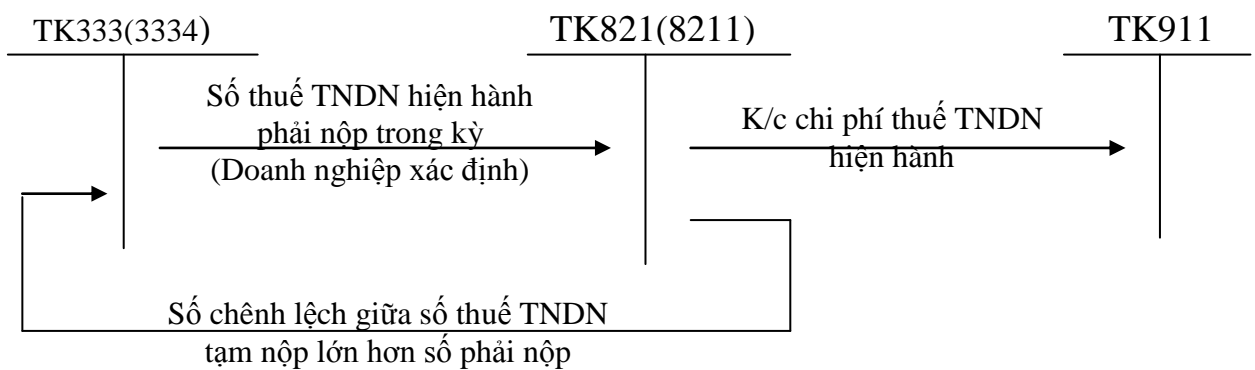 TK333(3334)
TK821(8211)
TK911
Số thuế TNDN hiện hành
phải nộp trong kỳ
(Doanh nghiệp xác định)
K/c chi phí thuế TNDN
hiện hành
Số chênh lệch giữa số thuế TNDN
tạm nộp lớn hơn số phải nộp